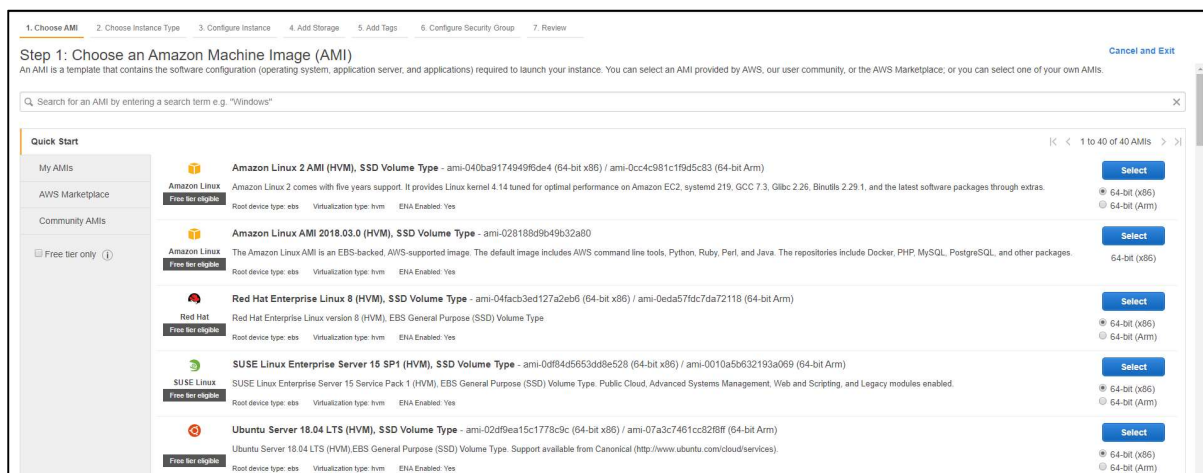 1. Choose AMI 2. Choose Instance Type 3. Configure Instance 4. Add Storage 5. Add Tags 6. Configure Security Group 7. Review
Step 1: Choose an Amazon Machine Image (AMI)
Cancel and Exit
An AMI is a template that contains the software configuration (operating system, application server, and applications) required to launch your instance. You can select an AMI provided by AWS, our user community, or the AWS Marketplace; or you can select one of your own AMIs.
Search for an AMI by entering a search term e.g. "Windows"
Quick Start
1 to 40 of 40 AMIs
My AMIs
AWS Marketplace
Community AMIs
Free tier only
Amazon Linux
Free tier eligible
Amazon Linux 2 AMI (HVM), SSD Volume Type - ami-040ba9174949f6de4 (64-bit x86) / ami-0cc4c981c1f9d5c83 (64-bit Arm)
Amazon Linux 2 comes with five years support. It provides Linux kernel 4.14 tuned for optimal performance on Amazon EC2, systemd 219, GCC 7.3, Glibc 2.26, Binutils 2.29.1, and the latest software packages through extras.
Root device type: ebs Virtualization type: hvm ENA Enabled: Yes
Select
64-bit (x86)
64-bit (Arm)
Amazon Linux
Free tier eligible
Amazon Linux AMI 2018.03.0 (HVM), SSD Volume Type - ami-028188d9b49b32a80
The Amazon Linux AMI is an EBS-backed, AWS-supported image. The default image includes AWS command line tools, Python, Ruby, Perl, and Java. The repositories include Docker, PHP, MySQL, PostgreSQL, and other packages.
Root device type: ebs Virtualization type: hvm ENA Enabled: Yes
Select
64-bit (x86)
Red Hat
Free tier eligible
Red Hat Enterprise Linux 8 (HVM), SSD Volume Type - ami-04facb3ed127a2eb6 (64-bit x86) / ami-0eda57fdc7da72118 (64-bit Arm)
Red Hat Enterprise Linux version 8 (HVM), EBS General Purpose (SSD) Volume Type
Root device type: ebs Virtualization type: hvm ENA Enabled: Yes
Select
64-bit (x86)
64-bit (Arm)
SUSE Linux
Free tier eligible
SUSE Linux Enterprise Server 15 SP1 (HVM), SSD Volume Type - ami-0df84d5653dd8e528 (64-bit x86) / ami-0010a5b632193a069 (64-bit Arm)
SUSE Linux Enterprise Server 15 Service Pack 1 (HVM), EBS General Purpose (SSD) Volume Type. Public Cloud, Advanced Systems Management, Web and Scripting, and Legacy modules enabled.
Root device type: ebs Virtualization type: hvm ENA Enabled: Yes
Select
64-bit (x86)
64-bit (Arm)
Free tier eligible
Ubuntu Server 18.04 LTS (HVM), SSD Volume Type - ami-02df9ea15c1778c9c (64-bit x86) / ami-07a3c7461cc82f8ff (64-bit Arm)
Ubuntu Server 18.04 LTS (HVM),EBS General Purpose (SSD) Volume Type. Support available from Canonical (http://www.ubuntu.com/cloud/services).
Root device type: ebs Virtualization type: hvm ENA Enabled: Yes
Select
64-bit (x86)
64-bit (Arm)